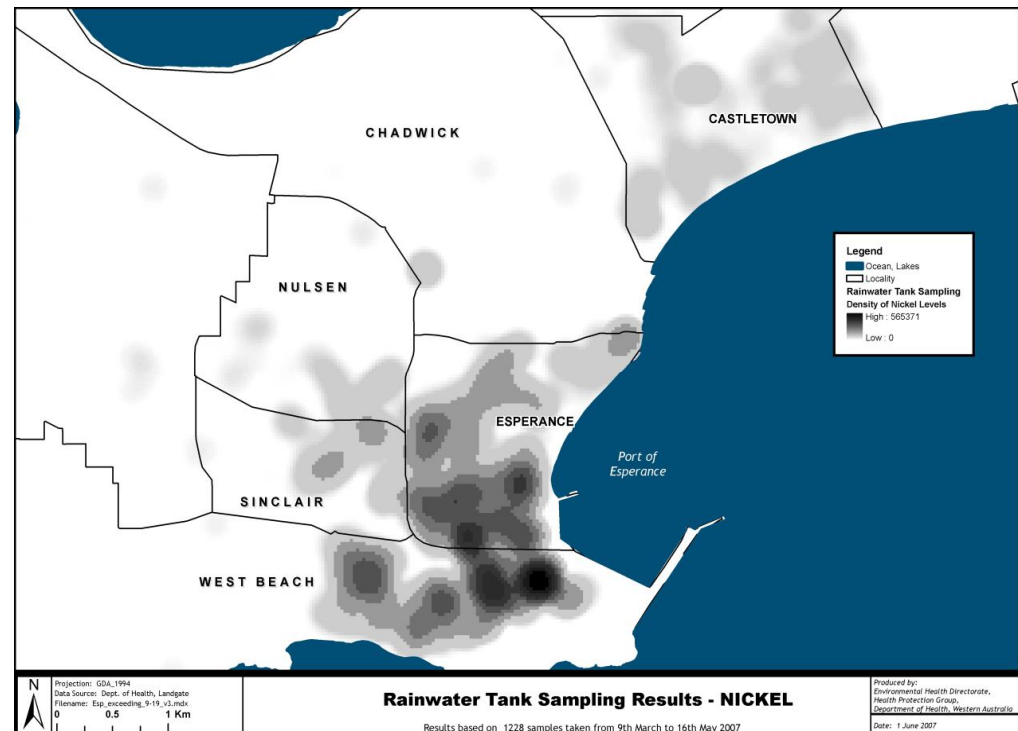 CHADWICK
CASTLETOWN
NULSEN
ESPERANCE
Port of
Esperance
SINCLAIR
WEST BEACH
Legend
Ocean, Lakes
Locality
Rainwater Tank Sampling
Density of Nickel Levels
High : 565371
Low : 0
N
Projection: GDA_1994
Data Source: Dept. of Health, Landgate
Filename: Esp_exceeding_9-19_v3.mdx
0 0.5 1 Km
Rainwater Tank Sampling Results - NICKEL
Results based on 1228 samples taken from 9th March to 16th May 2007
Produced by:
Environmental Health Directorate,
Health Protection Group,
Department of Health, Western Australia
Date: 1 June 2007